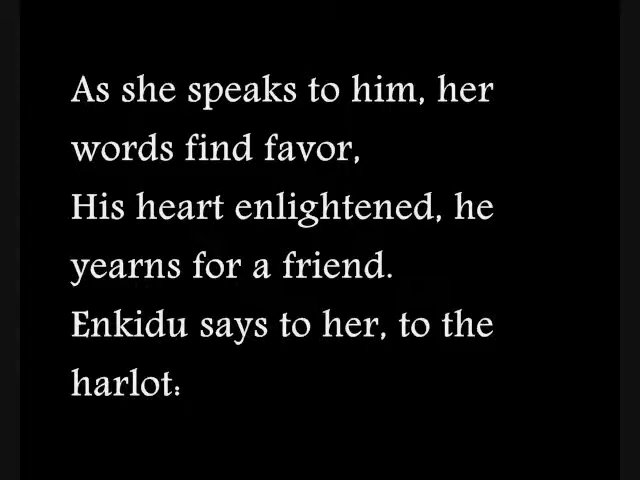 As she speaks to him, her
words find favor,
His heart enlightened, he
yearns for a friend.
Enkidu says to her, to the
harlot: